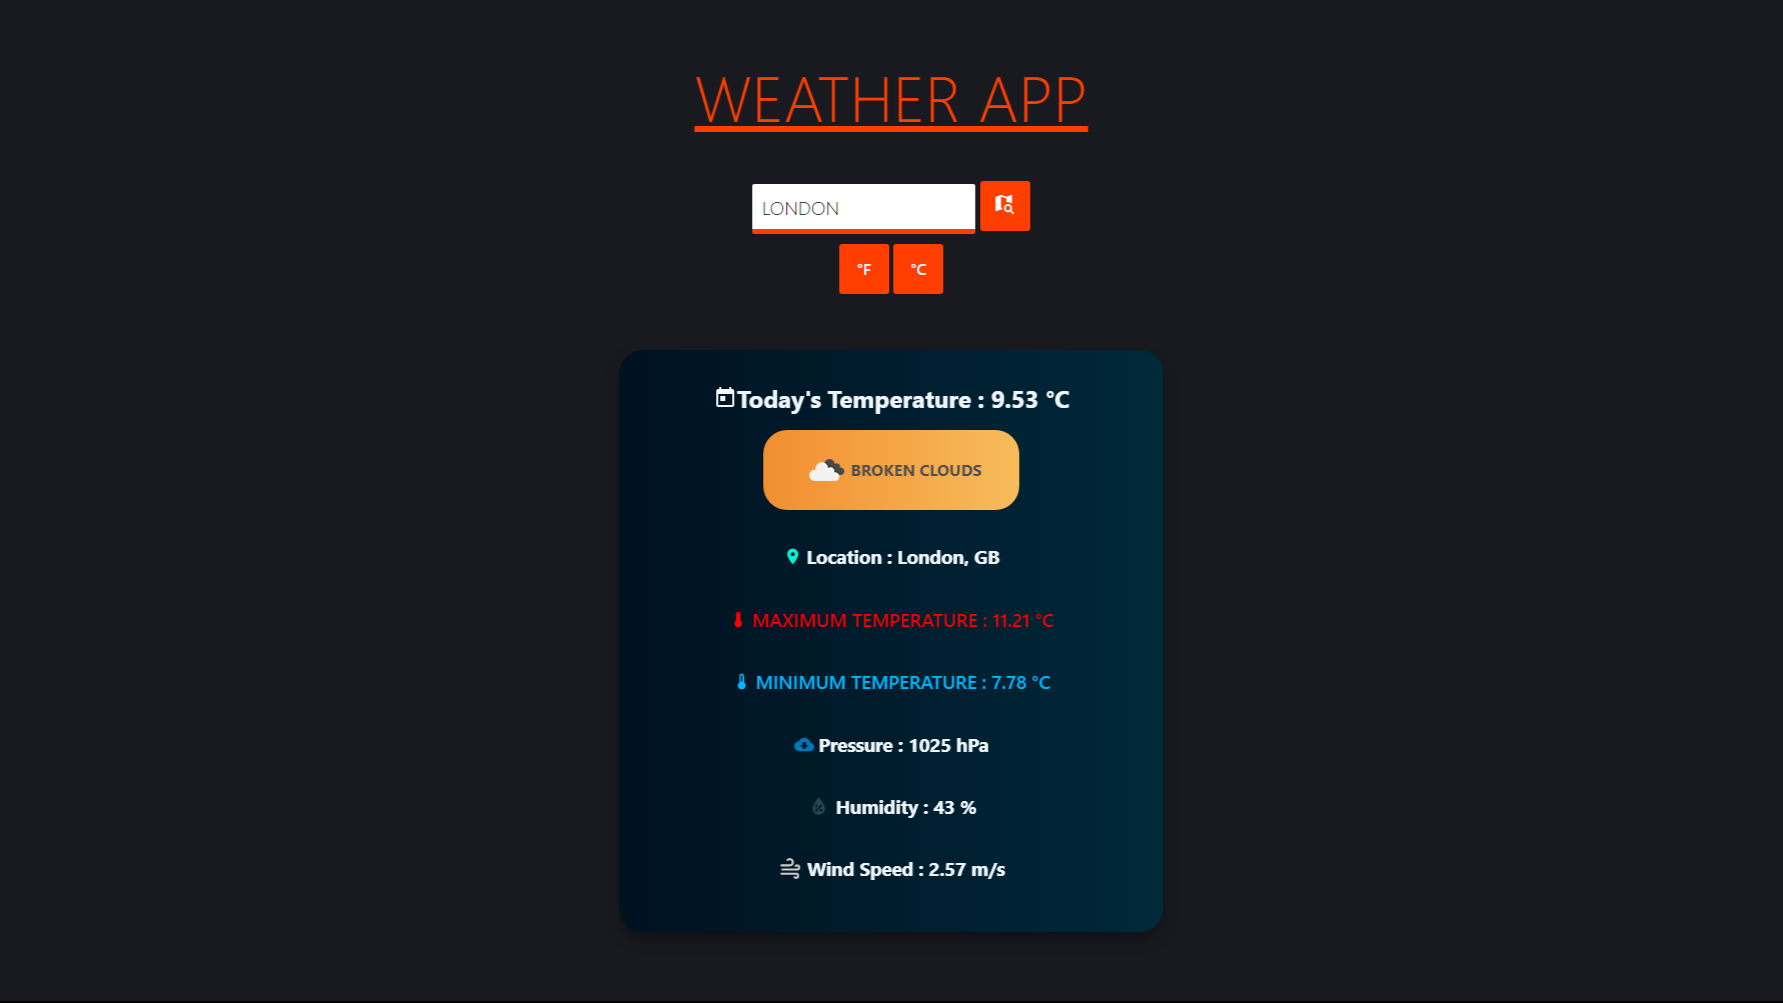 WEATHER APP
LONDON
°F °C
Today's Temperature : 9.53 °C
BROKEN CLOUDS
Location : London, GB
MAXIMUM TEMPERATURE : 11.21 °C
MINIMUM TEMPERATURE : 7.78 °C
Pressure : 1025 hPa
Humidity : 43 %
Wind Speed : 2.57 m/s